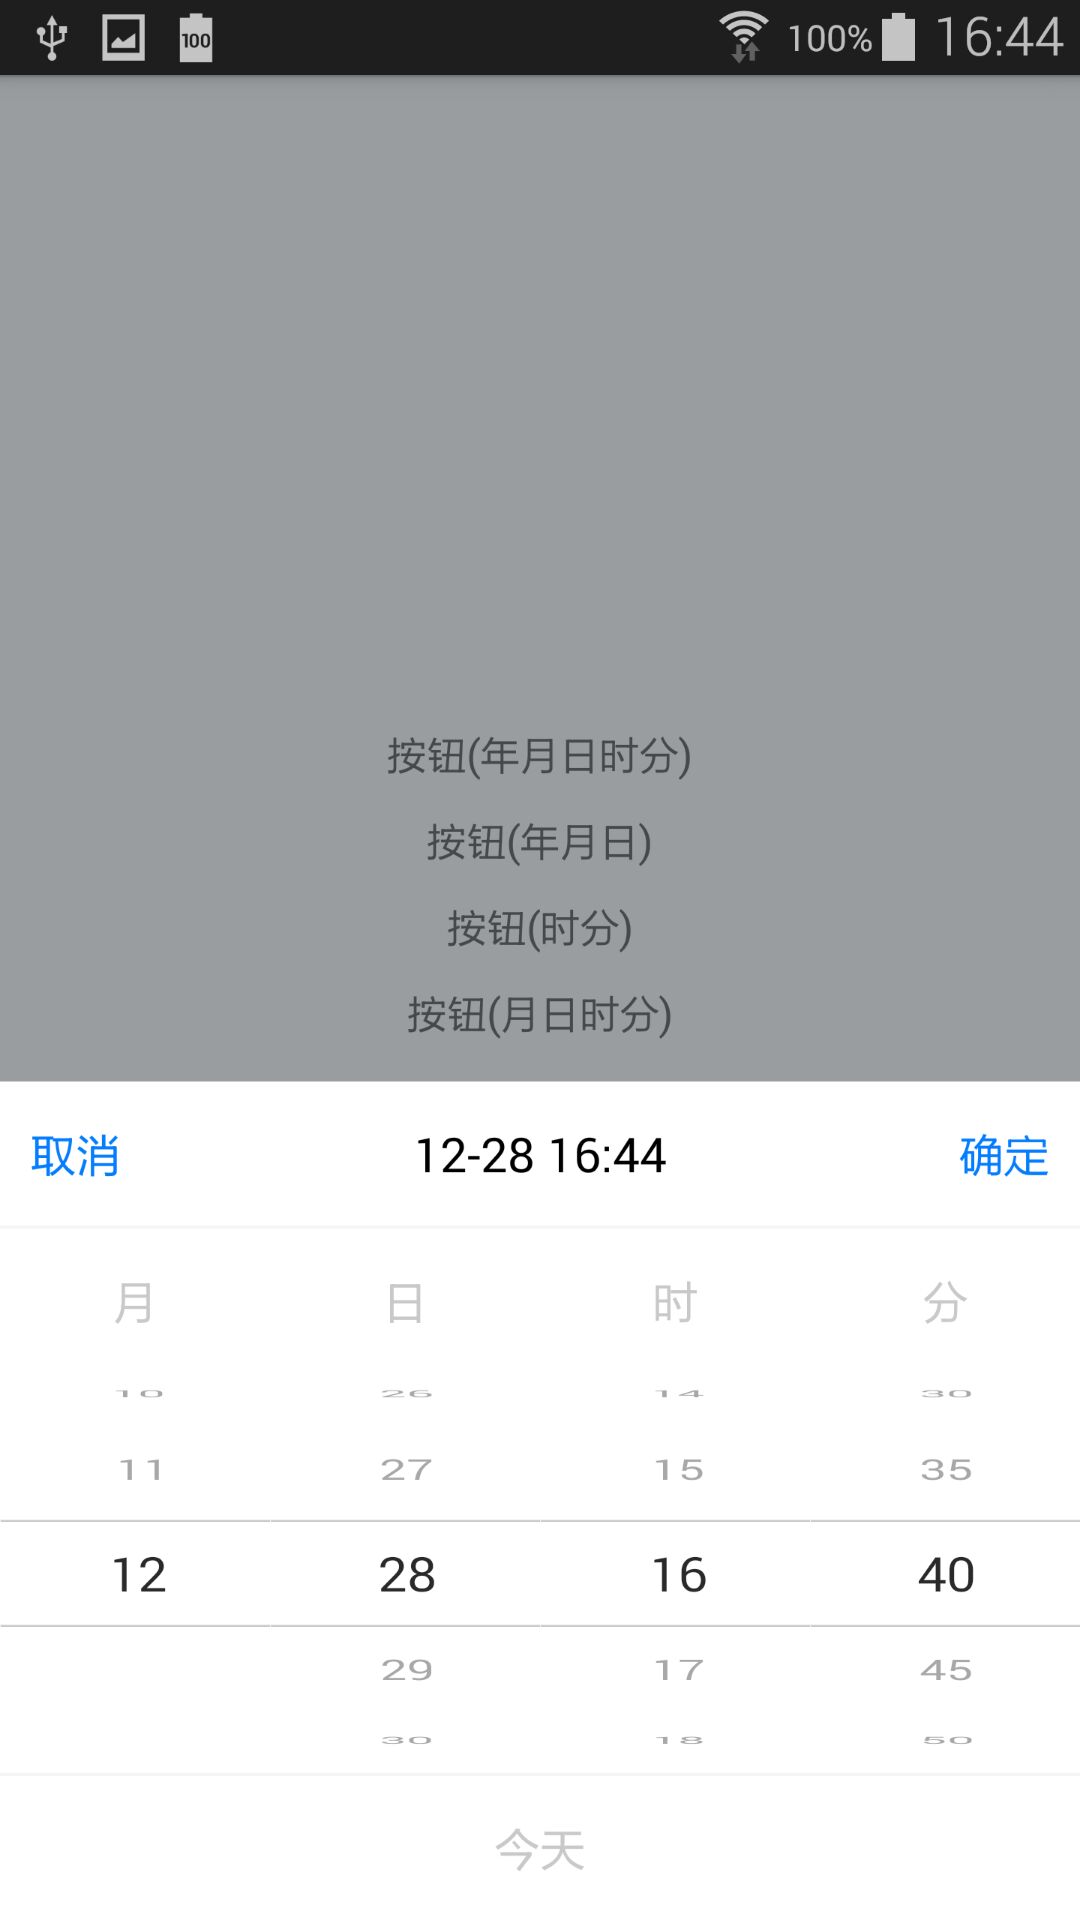 100 100% 16:44
按钮(年月日时分)
按钮(年月日)
按钮(时分)
按钮(月日时分)
取消 12-28 16:44 确定
月 日 时 分
10 26 14 30
11 27 15 35
12 28 16 40
29 17 45
30 18 50
今天